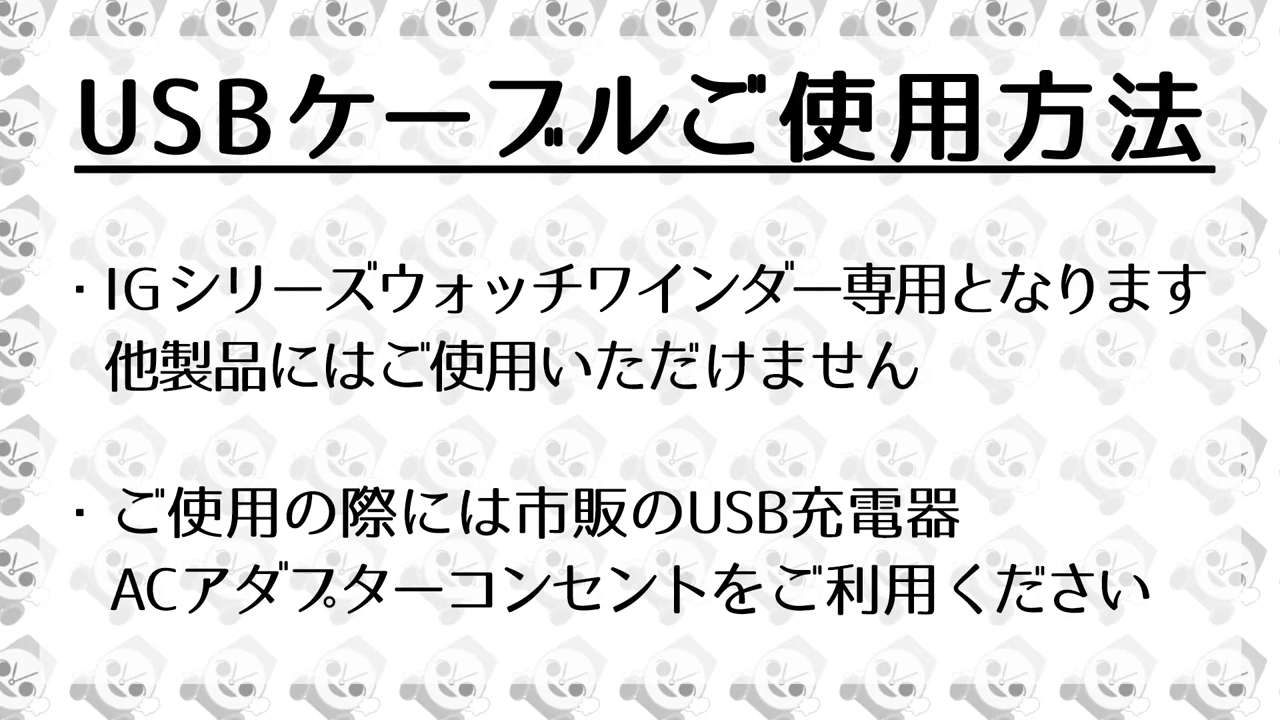 USBケーブルご使用方法
・IGシリーズウォッチワインダー専用となります
他製品にはご使用いただけません
・ご使用の際には市販のUSB充電器
ACアダプターコンセントをご利用ください